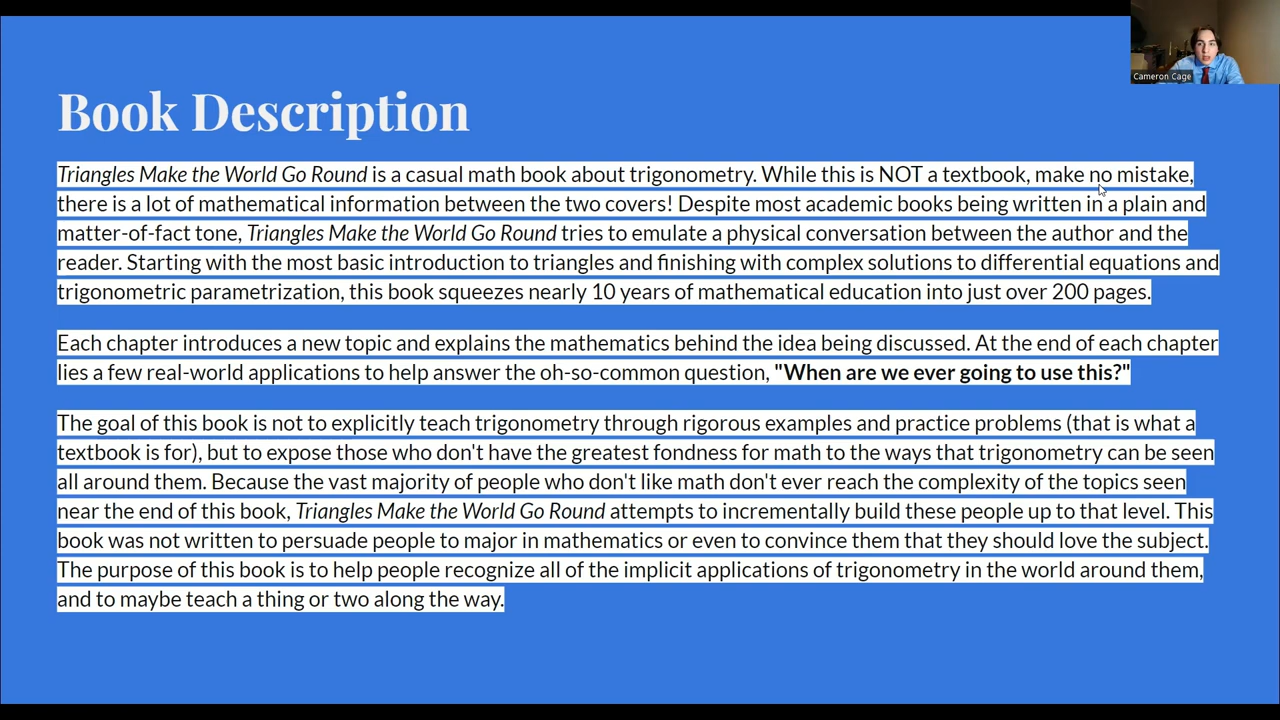 Cameron Cage
Book Description
Triangles Make the World Go Round is a casual math book about trigonometry. While this is NOT a textbook, make no mistake,
there is a lot of mathematical information between the two covers! Despite most academic books being written in a plain and
matter-of-fact tone, Triangles Make the World Go Round tries to emulate a physical conversation between the author and the
reader. Starting with the most basic introduction to triangles and finishing with complex solutions to differential equations and
trigonometric parametrization, this book squeezes nearly 10 years of mathematical education into just over 200 pages.
Each chapter introduces a new topic and explains the mathematics behind the idea being discussed. At the end of each chapter
lies a few real-world applications to help answer the oh-so-common question, "When are we ever going to use this?"
The goal of this book is not to explicitly teach trigonometry through rigorous examples and practice problems (that is what a
textbook is for), but to expose those who don't have the greatest fondness for math to the ways that trigonometry can be seen
all around them. Because the vast majority of people who don't like math don't ever reach the complexity of the topics seen
near the end of this book, Triangles Make the World Go Round attempts to incrementally build these people up to that level. This
book was not written to persuade people to major in mathematics or even to convince them that they should love the subject.
The purpose of this book is to help people recognize all of the implicit applications of trigonometry in the world around them,
and to maybe teach a thing or two along the way.